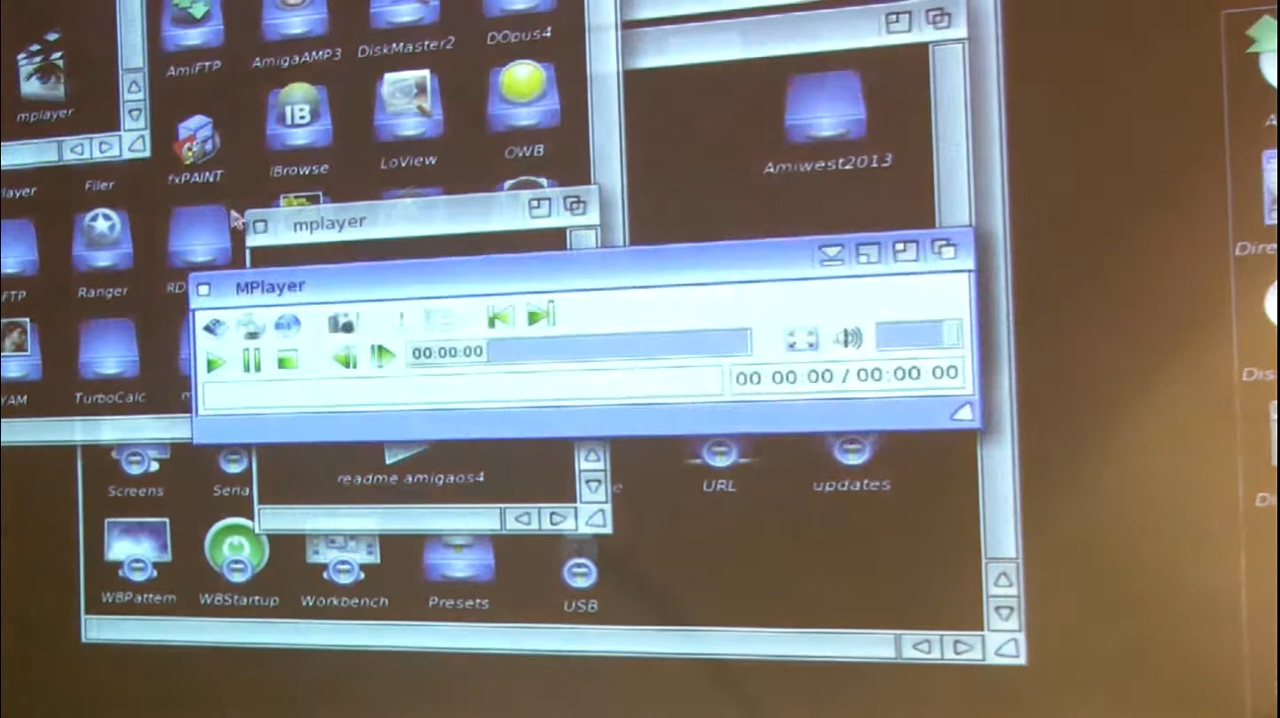 AmiFTP
AmigaAMP3
DiskMaster2
DOpus4
mplayer
layer
Filer
fxPAINT
IB
IBrowse
LoView
OWB
Amiwest2013
FTP
Ranger
RD
mplayer
MPlayer
00:00:00
00 00:00 / 00:00 00
YAM
TurboCalc
m
readme amigaos4
Screens
Seria
e
URL
updates
WBPattern
WBStartup
Workbench
Presets
USB
A
Dire
Dis
D